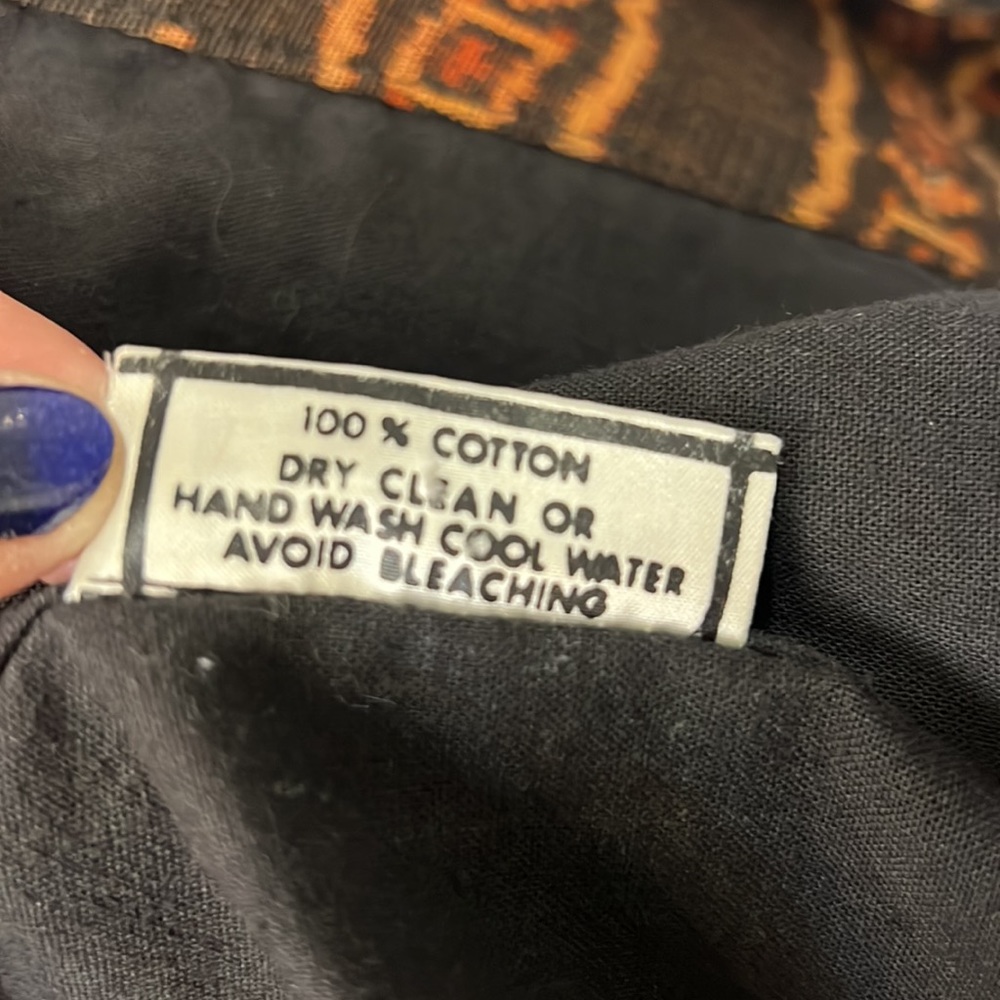 100 % COTTON
DRY CLEAN OR
HAND WASH COOL WATER
AVOID BLEACHING